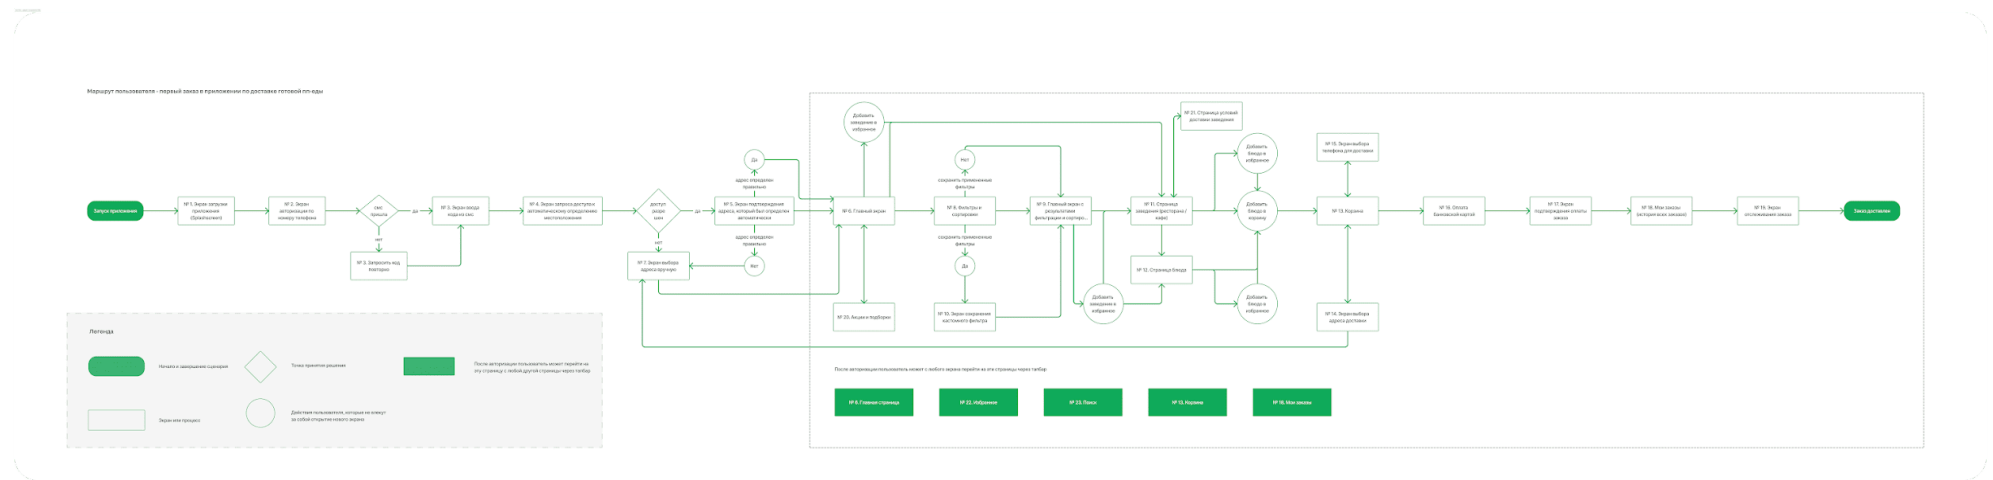 Маршрут пользователя - первый заказ в приложении по доставке готовой пп-еды
Запуск приложения
№ 1. Экран загрузки
приложения
(Splashscreen)
№ 2. Экран
авторизации по
номеру телефона
смс
пришла
да
нет
№ 3. Запросить код
повторно
№ 3. Экран ввода
кода из смс
№ 4. Экран запроса доступа к
автоматическому определению
местоположения
доступ
разре
шен
да
нет
№ 7. Экран выбора
адреса вручную
Да
адрес определен
правильно
№ 5. Экран подтверждения
адреса, который был определен
автоматически
адрес определен
правильно
Нет
Добавить
заведение в
избранное
№ 6. Главный экран
№ 20. Акции и подборки
Нет
сохранить примененные
фильтры
№ 8. Фильтры и
сортировки
сохранить примененные
фильтры
Да
№ 10. Экран сохранения
кастомного фильтра
№ 9. Главный экран с
результатами
фильтрации и сортиро...
Добавить
заведение в
избранное
№ 21. Страница условий
доставки заведения
№ 11. Страница
заведения (ресторана /
кафе)
№ 12. Страница блюда
Добавить
блюдо в
избранное
Добавить
блюдо в
корзину
Добавить
блюдо в
избранное
№ 15. Экран выбора
телефона для доставки
№ 13. Корзина
№ 14. Экран выбора
адреса доставки
№ 16. Оплата
банковской картой
№ 17. Экран
подтверждения оплаты
заказа
№ 18. Мои заказы
(история всех заказов)
№ 19. Экран
отслеживания заказа
Заказ доставлен
Легенда
Начало и завершение сценария
Точка принятия решения
После авторизации пользователь может перейти на
эту страницу с любой другой страницы через тапбар
Экран или процесс
Действия пользователя, которые не влекут
за собой открытие нового экрана
После авторизации пользователь может с любого экрана перейти на эти страницы через тапбар
№ 6. Главная страница
№ 22. Избранное
№ 23. Поиск
№ 13. Корзина
№ 18. Мои заказы